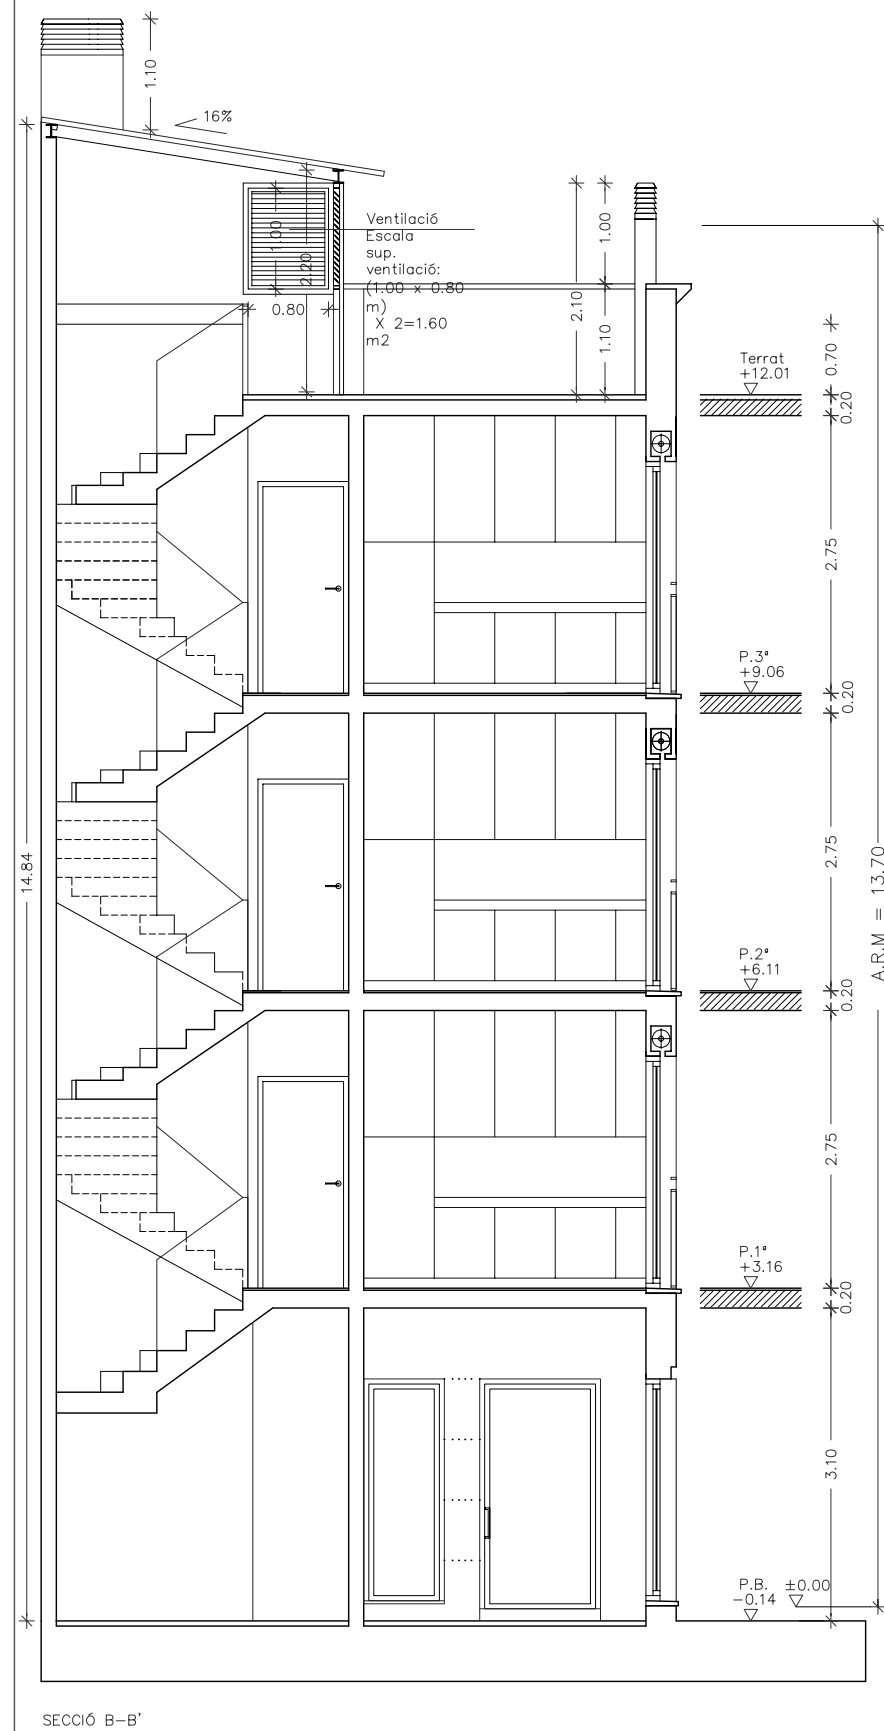 1.10
16%
1.00
2.20
0.80
Ventilació
Escala
sup.
ventilació:
(1.00 x 0.80
m)
X 2=1.60
m2
2.10
1.00
1.10
Terrat
+12.01
0.70
0.20
2.75
P.3ª
+9.06
0.20
14.84
2.75
A.R.M = 13.70
P.2ª
+6.11
0.20
2.75
P.1ª
+3.16
0.20
3.10
P.B. ±0.00
-0.14
SECCIÓ B-B'